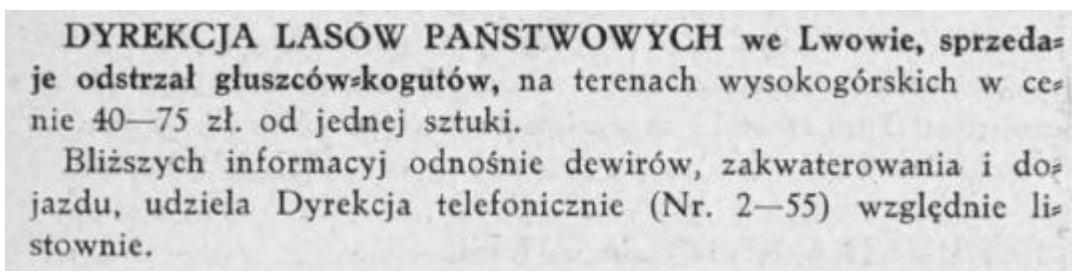 DYREKCJA LASÓW PAŃSTWOWYCH we Lwowie, sprzeda⸗
je odstrzał głuszców⸗kogutów, na terenach wysokogórskich w ce⸗
nie 40—75 zł. od jednej sztuki.
Bliższych informacyj odnośnie dewirów, zakwaterowania i do⸗
jazdu, udziela Dyrekcja telefonicznie (Nr. 2—55) względnie li⸗
stownie.